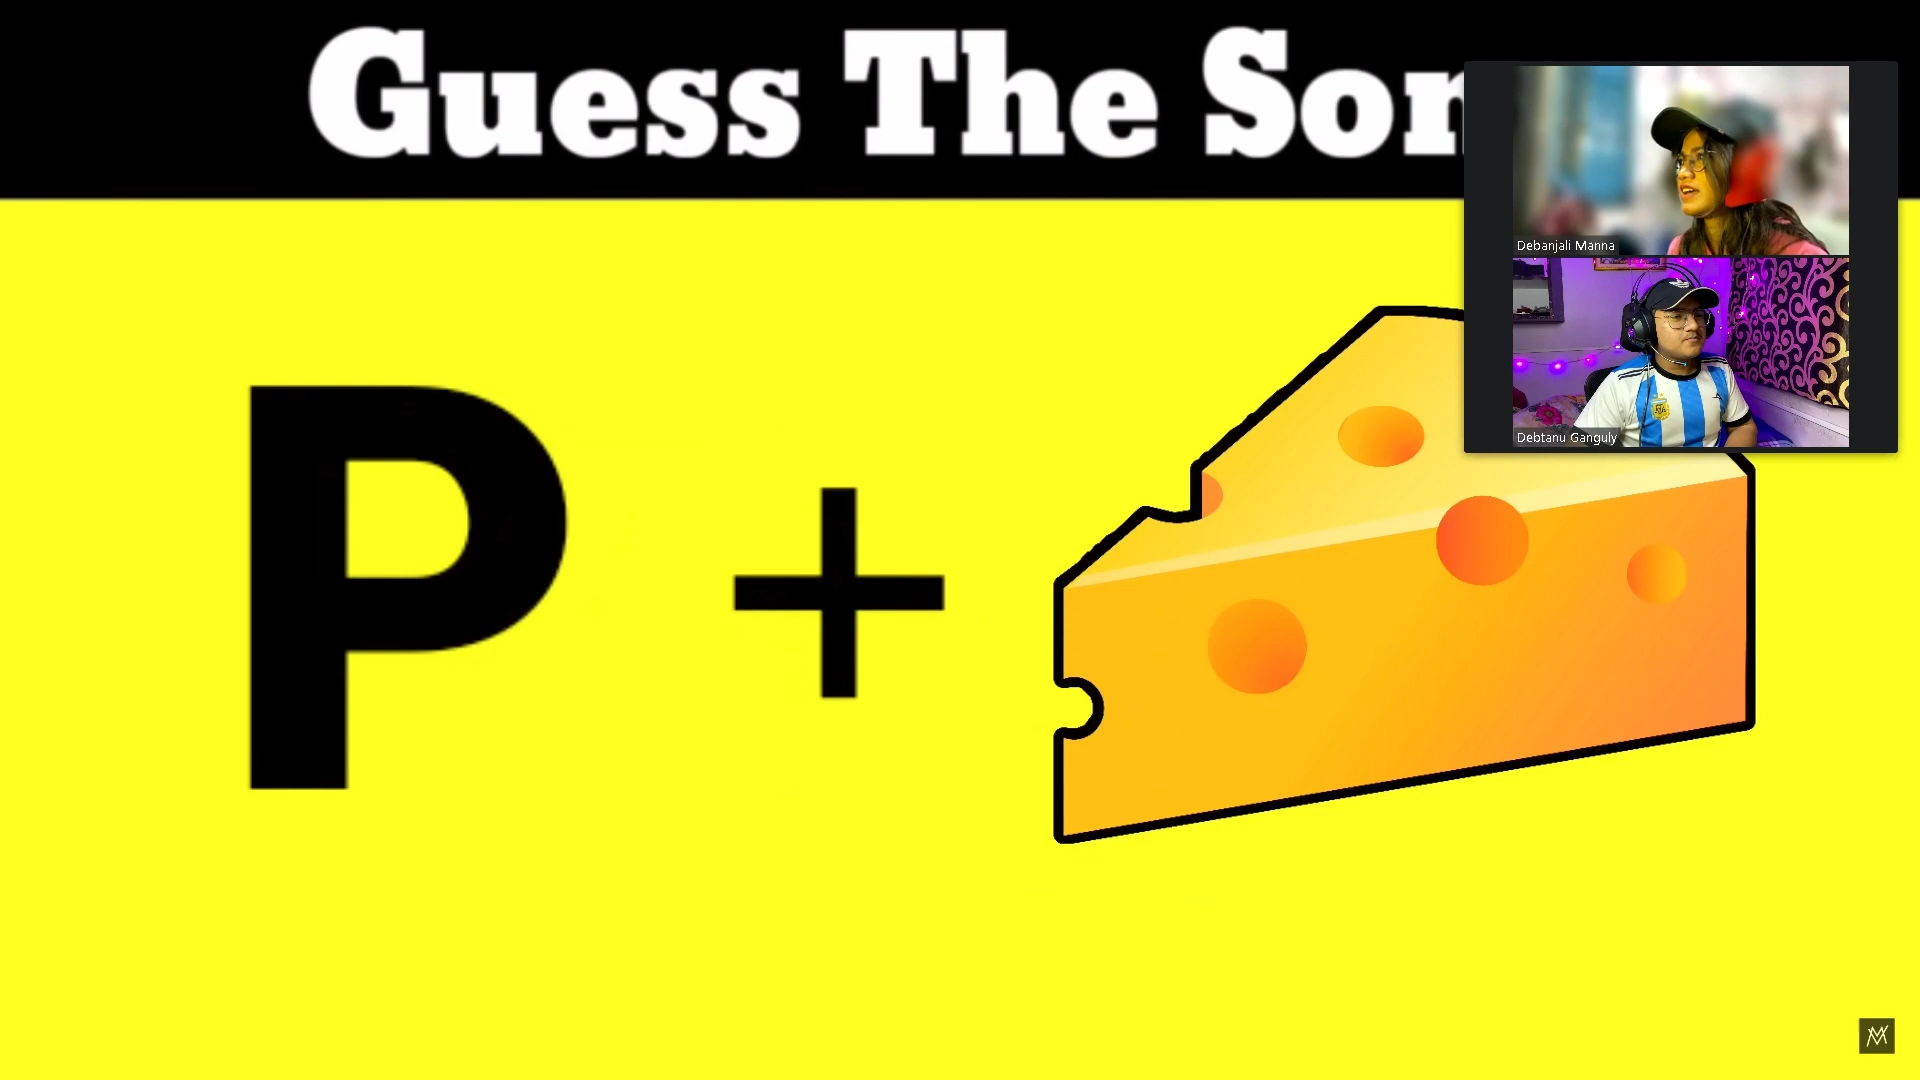 Guess The Son
Debanjali Manna
P +
Debtanu Ganguly